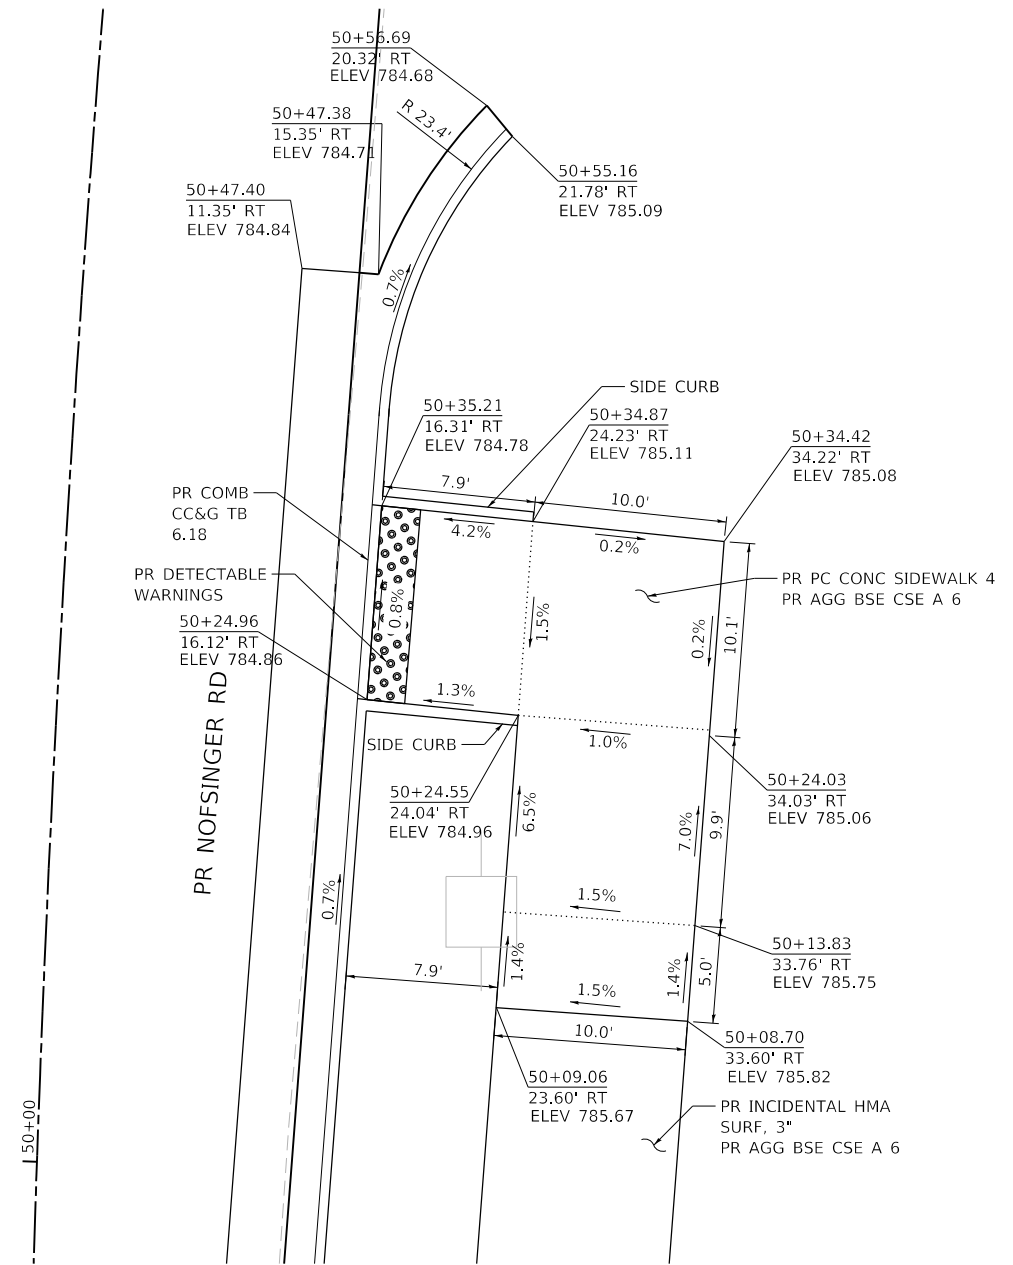 50+56.69
20.32' RT
ELEV 784.68
R 23.4'
50+47.38
15.35' RT
ELEV 784.71
50+55.16
21.78' RT
ELEV 785.09
50+47.40
11.35' RT
ELEV 784.84
0.7%
SIDE CURB
50+35.21
16.31' RT
ELEV 784.78
50+34.87
24.23' RT
ELEV 785.11
50+34.42
34.22' RT
ELEV 785.08
7.9'
10.0'
PR COMB
CC&G TB
6.18
4.2%
0.2%
PR DETECTABLE
WARNINGS
PR PC CONC SIDEWALK 4
PR AGG BSE CSE A 6
0.8%
1.5%
0.2%
10.1'
50+24.96
16.12' RT
ELEV 784.86
1.3%
PR NOFSINGER RD
SIDE CURB
1.0%
50+24.55
24.04' RT
ELEV 784.96
50+24.03
34.03' RT
ELEV 785.06
6.5%
7.0%
9.9'
0.7%
1.5%
50+13.83
33.76' RT
ELEV 785.75
7.9'
1.4%
1.4%
5.0'
1.5%
10.0'
50+08.70
33.60' RT
ELEV 785.82
50+09.06
23.60' RT
ELEV 785.67
PR INCIDENTAL HMA
SURF, 3"
PR AGG BSE CSE A 6
50+00